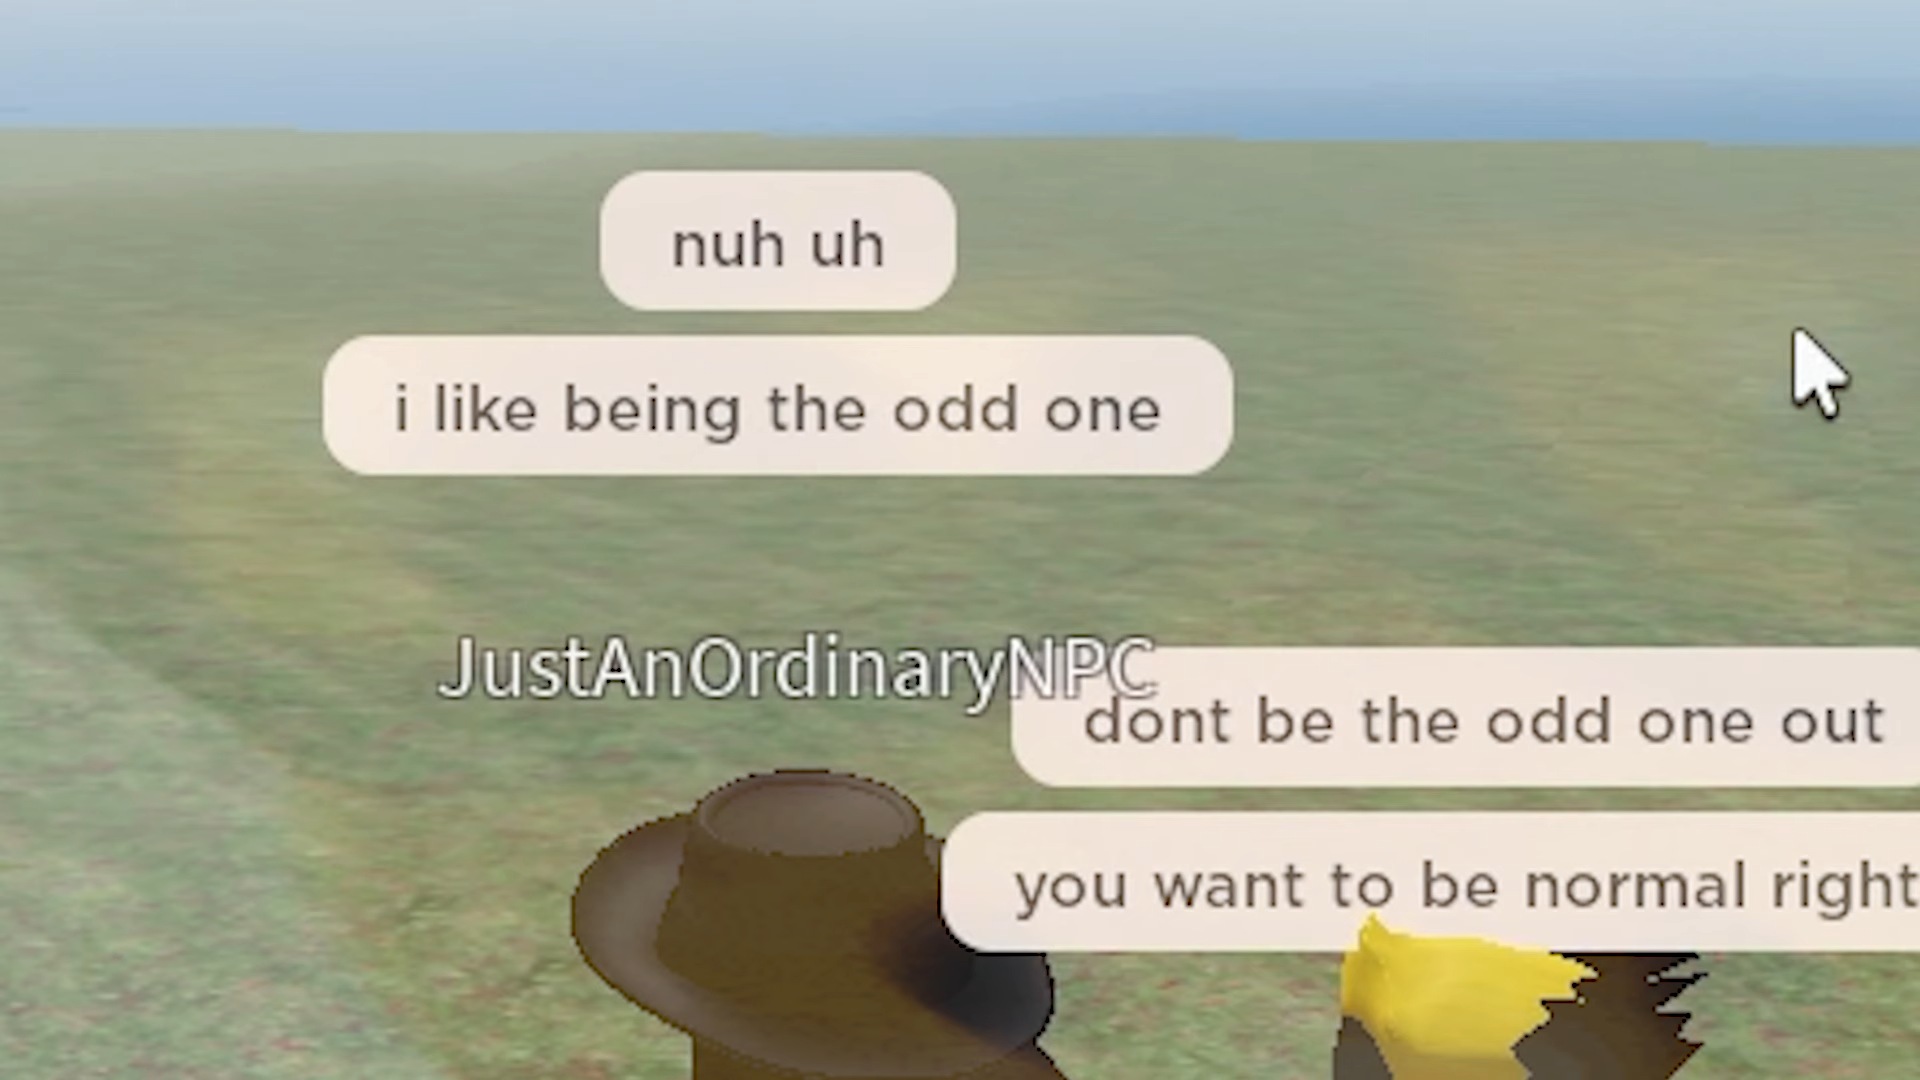 nuh uh
i like being the odd one
JustAnOrdinaryNPC
dont be the odd one out
you want to be normal right